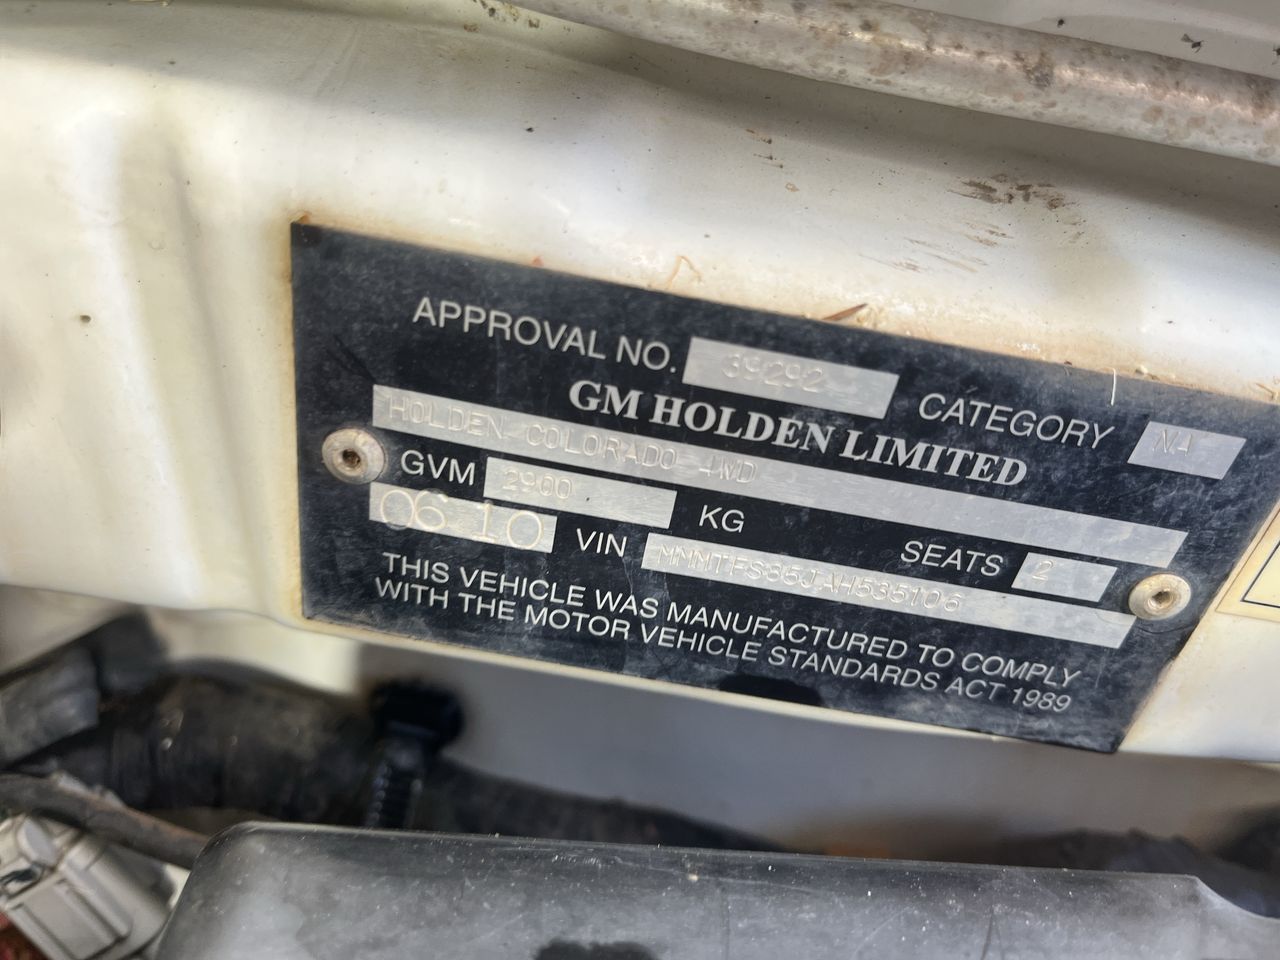 APPROVAL NO. 39292 CATEGORY NA
GM HOLDEN LIMITED
HOLDEN COLORADO 4WD
GVM 2900 KG SEATS 2
06 10 VIN MMMTFS85JAH535106
THIS VEHICLE WAS MANUFACTURED TO COMPLY
WITH THE MOTOR VEHICLE STANDARDS ACT 1989